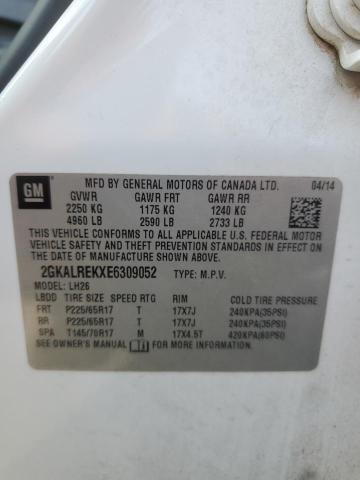 GM
MFD BY GENERAL MOTORS OF CANADA LTD. 04/14
GVWR GAWR FRT GAWR RR
2250 KG 1175 KG 1240 KG
4960 LB 2590 LB 2733 LB
THIS VEHICLE CONFORMS TO ALL APPLICABLE U.S. FEDERAL MOTOR VEHICLE
SAFETY, BUMPER, AND THEFT PREVENTION STANDARDS IN EFFECT ON THE
DATE OF MANUFACTURE SHOWN ABOVE.
2GKALREKXE6309052 TYPE: M.P.V.
MODEL: LH26
LBDD TIRE SIZE SPEED RTG RIM COLD TIRE PRESSURE
FRT P225/65R17 T 17X7J 240KPA(35PSI)
RR P225/65R17 T 17X7J 240KPA(35PSI)
SPA T145/70R17 M 17X4.5T 420KPA(60PSI)
SEE OWNER'S MANUAL FOR MORE INFORMATION.